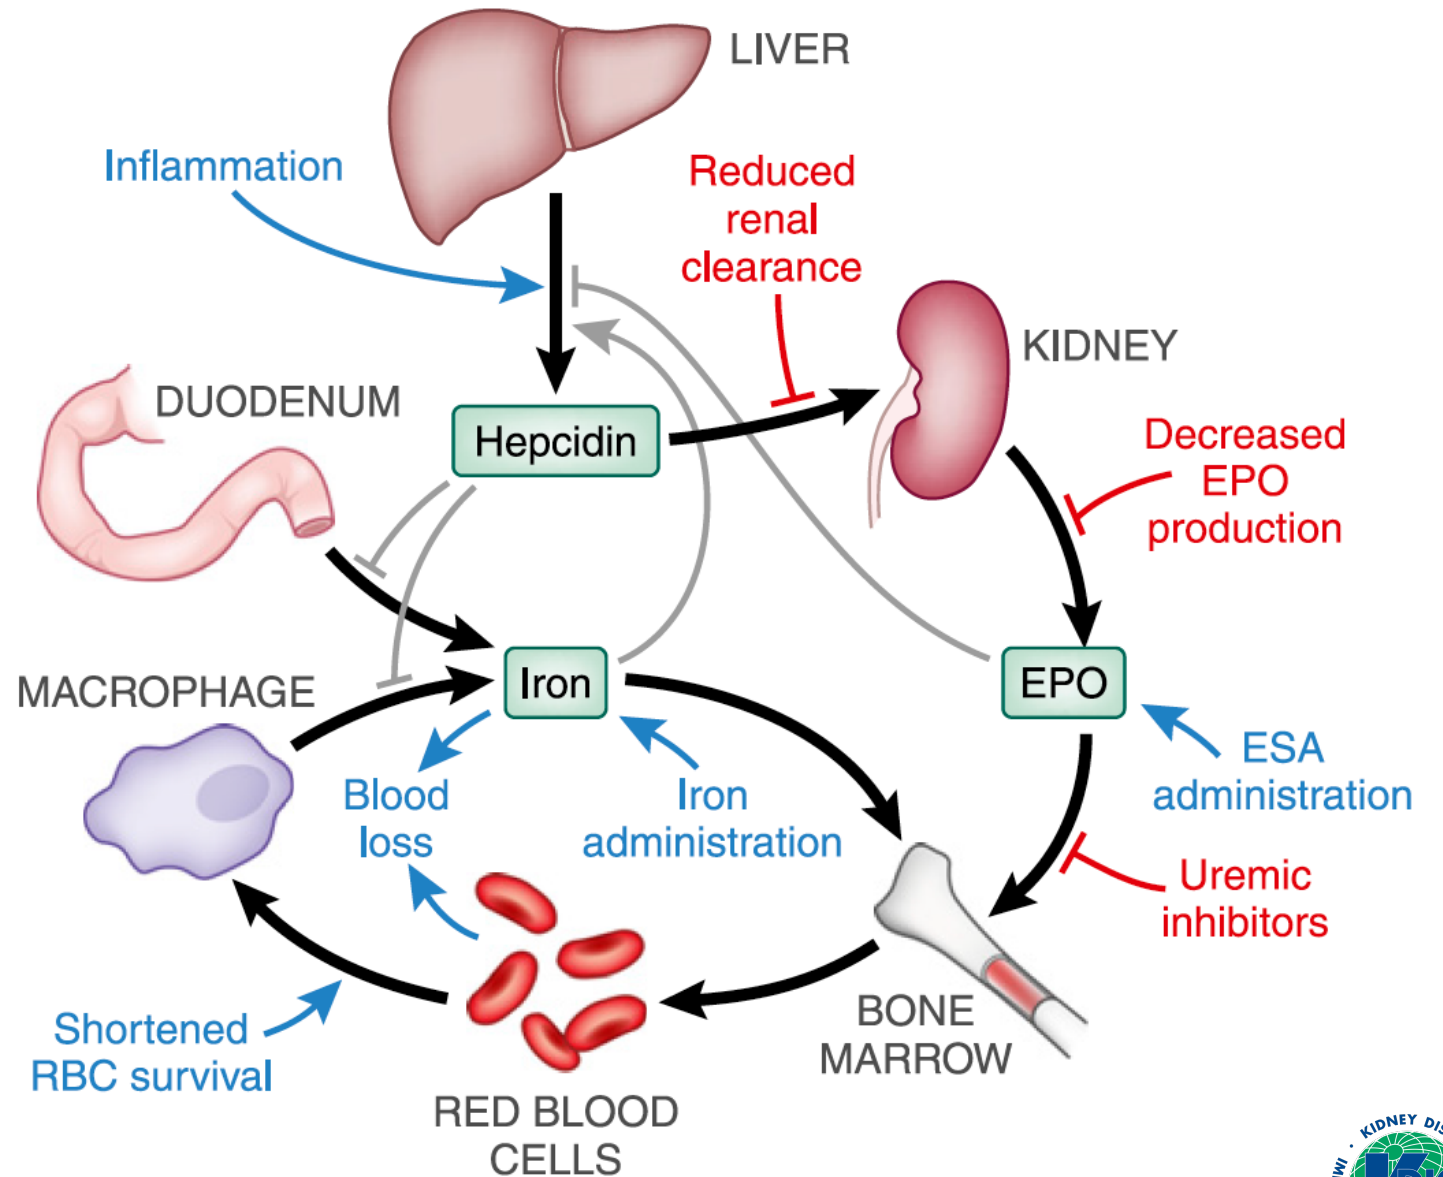 LIVER
Inflammation
Reduced
renal
clearance
KIDNEY
DUODENUM
Hepcidin
Decreased
EPO
production
MACROPHAGE
Iron
EPO
Blood
loss
Iron
administration
ESA
administration
Uremic
inhibitors
Shortened
RBC survival
BONE
MARROW
RED BLOOD
CELLS
KIDNEY